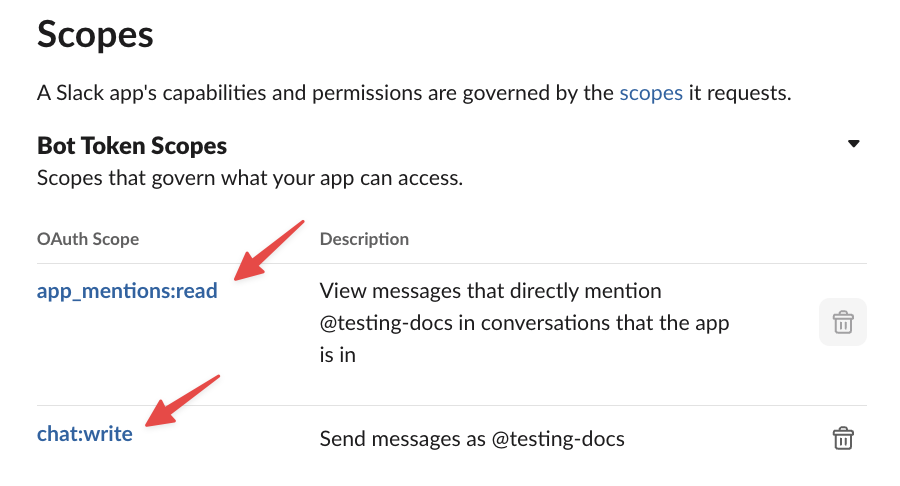 Scopes
A Slack app's capabilities and permissions are governed by the scopes it requests.
Bot Token Scopes
Scopes that govern what your app can access.
OAuth Scope Description
app_mentions:read View messages that directly mention
@testing-docs in conversations that the app
is in
chat:write Send messages as @testing-docs